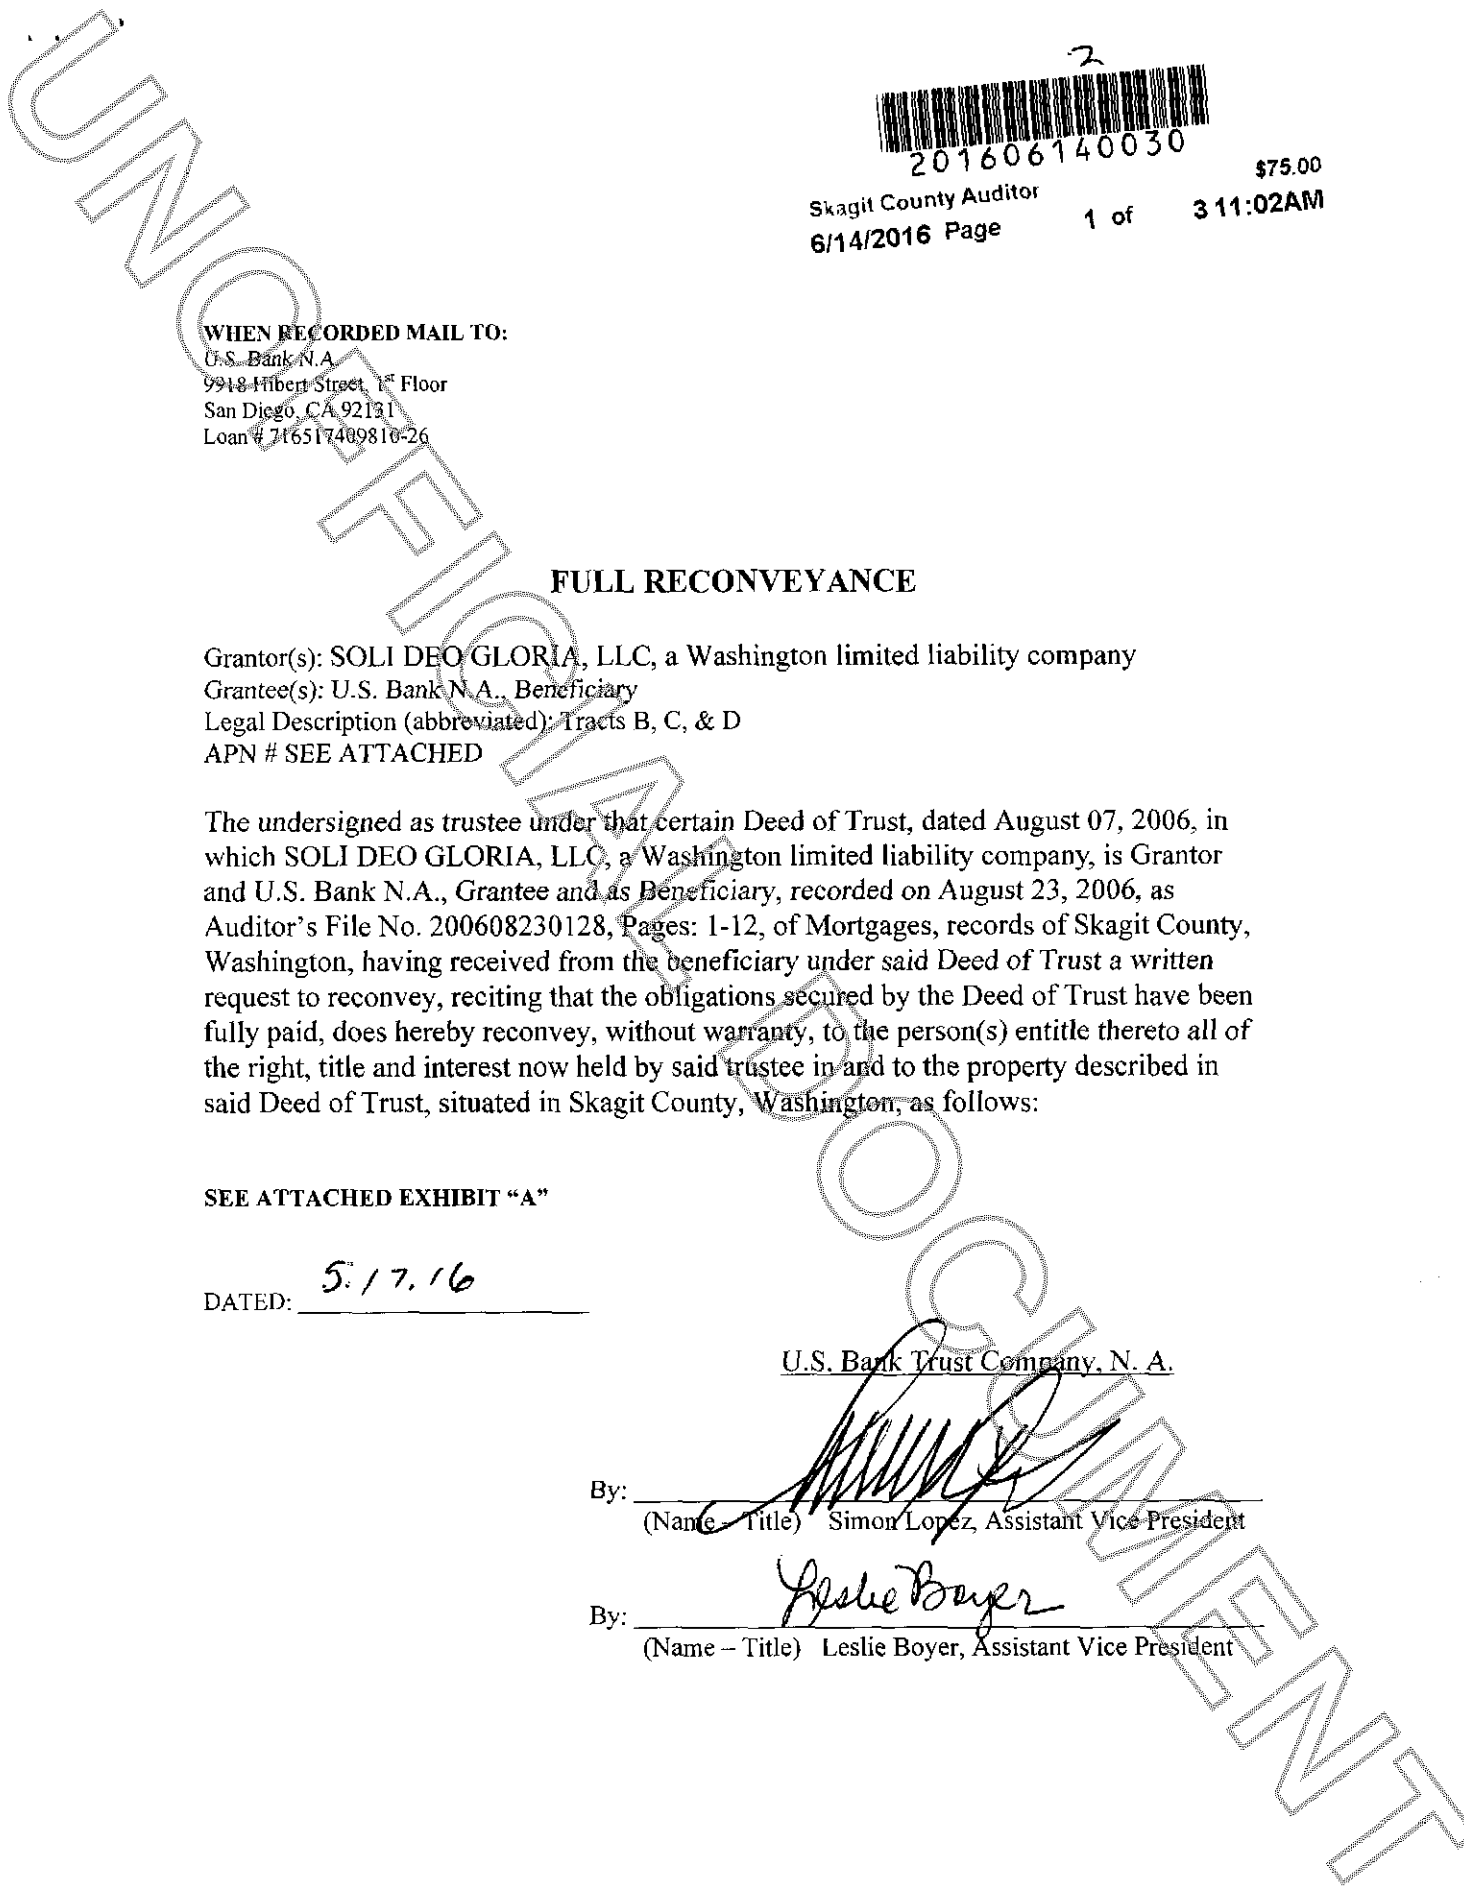 2
201606140030
$75.00
Skagit County Auditor
6/14/2016 Page 1 of 3 11:02AM
WHEN RECORDED MAIL TO:
U.S. Bank N.A.
9918 Hibert Street, 1st Floor
San Diego, CA 92131
Loan # 716517409810-26
FULL RECONVEYANCE
Grantor(s): SOLI DEO GLORIA, LLC, a Washington limited liability company
Grantee(s): U.S. Bank N.A., Beneficiary
Legal Description (abbreviated): Tracts B, C, & D
APN # SEE ATTACHED
The undersigned as trustee under that certain Deed of Trust, dated August 07, 2006, in
which SOLI DEO GLORIA, LLC, a Washington limited liability company, is Grantor
and U.S. Bank N.A., Grantee and as Beneficiary, recorded on August 23, 2006, as
Auditor's File No. 200608230128, Pages: 1-12, of Mortgages, records of Skagit County,
Washington, having received from the beneficiary under said Deed of Trust a written
request to reconvey, reciting that the obligations secured by the Deed of Trust have been
fully paid, does hereby reconvey, without warranty, to the person(s) entitle thereto all of
the right, title and interest now held by said trustee in and to the property described in
said Deed of Trust, situated in Skagit County, Washington, as follows:
SEE ATTACHED EXHIBIT “A”
DATED: 5.17.16
U.S. Bank Trust Company, N. A.
By:
(Name – Title) Simon Lopez, Assistant Vice President
By: Leslie Boyer
(Name – Title) Leslie Boyer, Assistant Vice President
UNOFFICIAL DOCUMENT